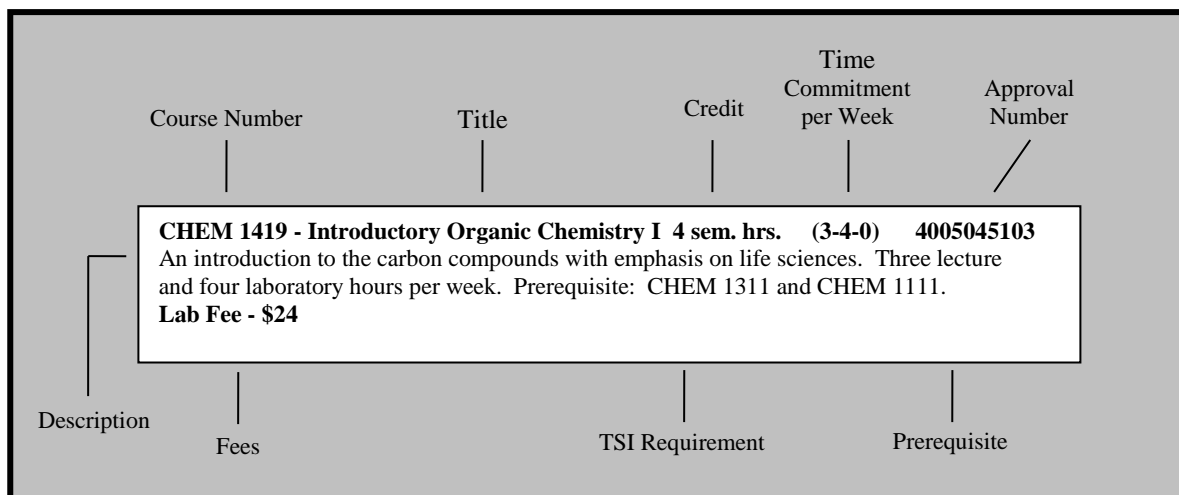 Time
Commitment
per Week
Approval
Number
Credit
Course Number
Title
CHEM 1419 - Introductory Organic Chemistry I 4 sem. hrs. (3-4-0) 4005045103
An introduction to the carbon compounds with emphasis on life sciences. Three lecture
and four laboratory hours per week. Prerequisite: CHEM 1311 and CHEM 1111.
Lab Fee - $24
Description
Fees
TSI Requirement
Prerequisite